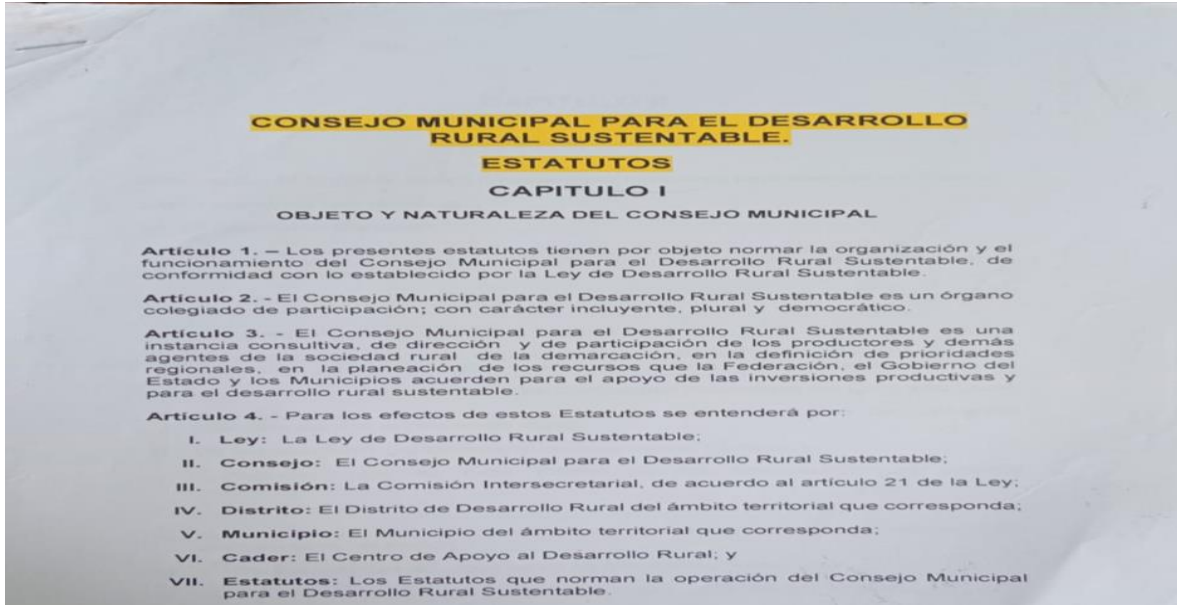 CONSEJO MUNICIPAL PARA EL DESARROLLO
RURAL SUSTENTABLE.
ESTATUTOS
CAPITULO I
OBJETO Y NATURALEZA DEL CONSEJO MUNICIPAL
Artículo 1. – Los presentes estatutos tienen por objeto normar la organización y el
funcionamiento del Consejo Municipal para el Desarrollo Rural Sustentable, de
conformidad con lo establecido por la Ley de Desarrollo Rural Sustentable.
Artículo 2. - El Consejo Municipal para el Desarrollo Rural Sustentable es un órgano
colegiado de participación; con carácter incluyente, plural y democrático.
Artículo 3. - El Consejo Municipal para el Desarrollo Rural Sustentable es una
instancia consultiva, de dirección y de participación de los productores y demás
agentes de la sociedad rural de la demarcación, en la definición de prioridades
regionales, en la planeación de los recursos que la Federación, el Gobierno del
Estado y los Municipios acuerden para el apoyo de las inversiones productivas y
para el desarrollo rural sustentable.
Artículo 4. - Para los efectos de estos Estatutos se entenderá por:
I. Ley: La Ley de Desarrollo Rural Sustentable;
II. Consejo: El Consejo Municipal para el Desarrollo Rural Sustentable;
III. Comisión: La Comisión Intersecretarial, de acuerdo al artículo 21 de la Ley;
IV. Distrito: El Distrito de Desarrollo Rural del ámbito territorial que corresponda;
V. Municipio: El Municipio del ámbito territorial que corresponda;
VI. Cader: El Centro de Apoyo al Desarrollo Rural; y
VII. Estatutos: Los Estatutos que norman la operación del Consejo Municipal
para el Desarrollo Rural Sustentable.